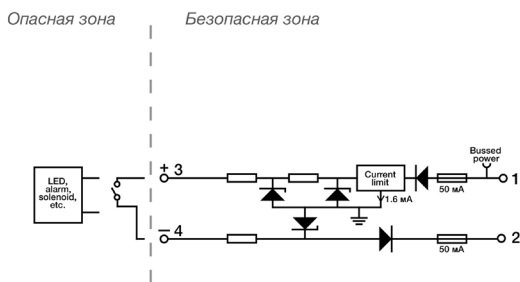 Опасная зона
Безопасная зона
Bussed
power
+ 3
Current
limit
1
LED,
alarm,
solenoid,
etc.
1.6 мА
50 мА
– 4
2
50 мА